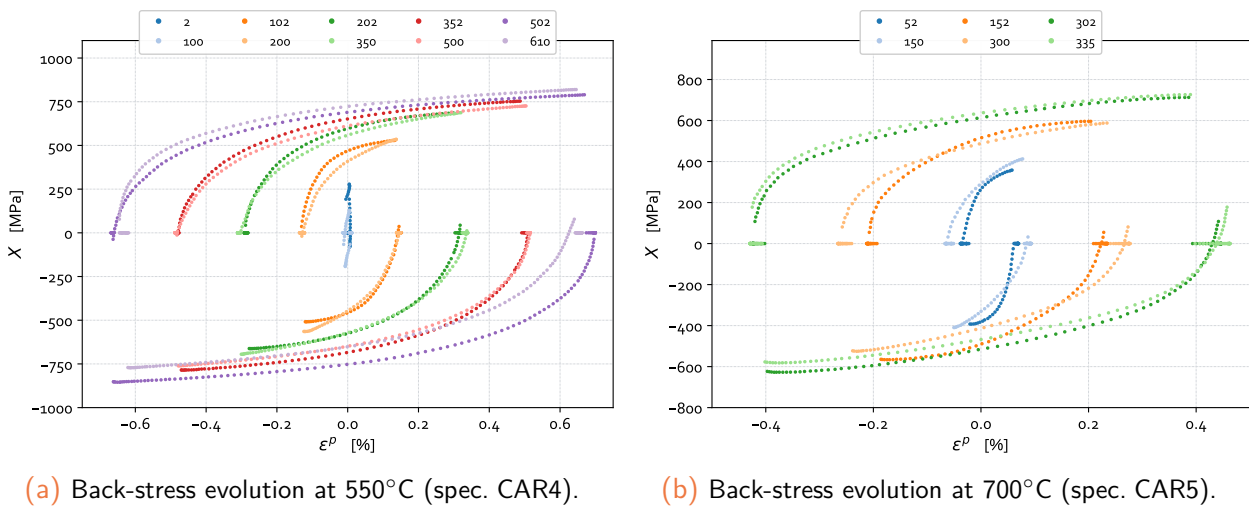 2 102 202 352 502
100 200 350 500 610
1000
750
500
250
0
−250
−500
−750
−1000
X [MPa]
−0.6 −0.4 −0.2 0.0 0.2 0.4 0.6
εᵖ [%]
(a) Back-stress evolution at 550°C (spec. CAR4).
52 152 302
150 300 335
800
600
400
200
0
−200
−400
−600
−800
X [MPa]
−0.4 −0.2 0.0 0.2 0.4
εᵖ [%]
(b) Back-stress evolution at 700°C (spec. CAR5).